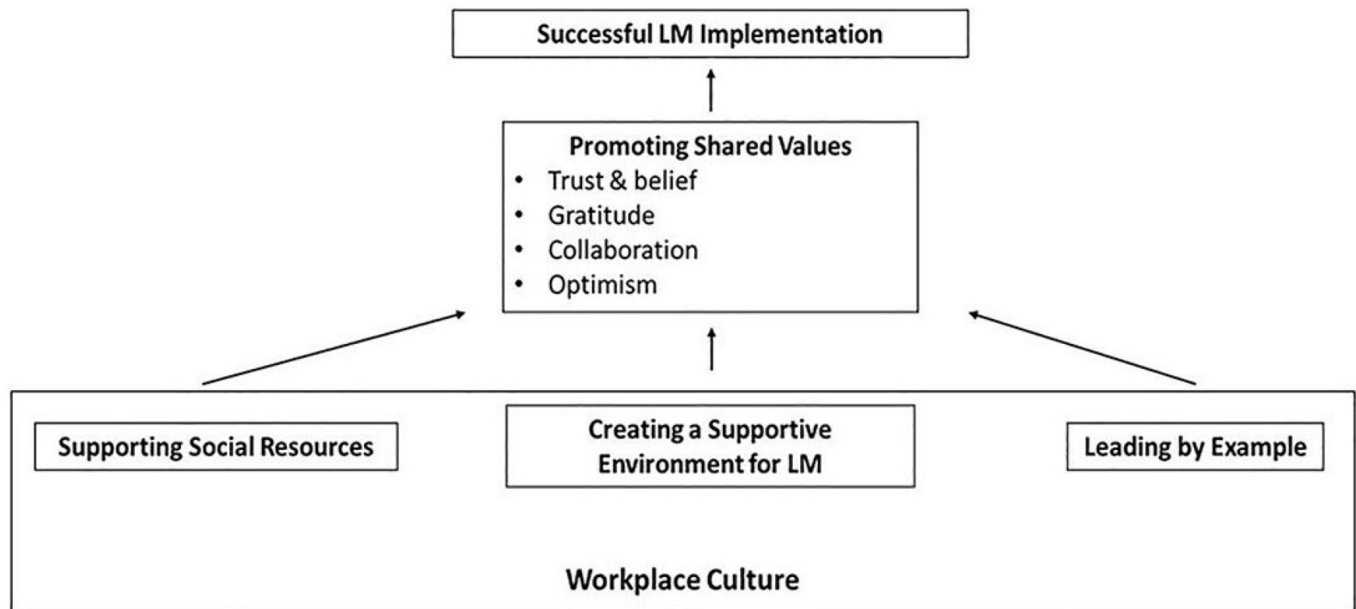 Successful LM Implementation
Promoting Shared Values
• Trust & belief
• Gratitude
• Collaboration
• Optimism
Supporting Social Resources
Creating a Supportive
Environment for LM
Leading by Example
Workplace Culture